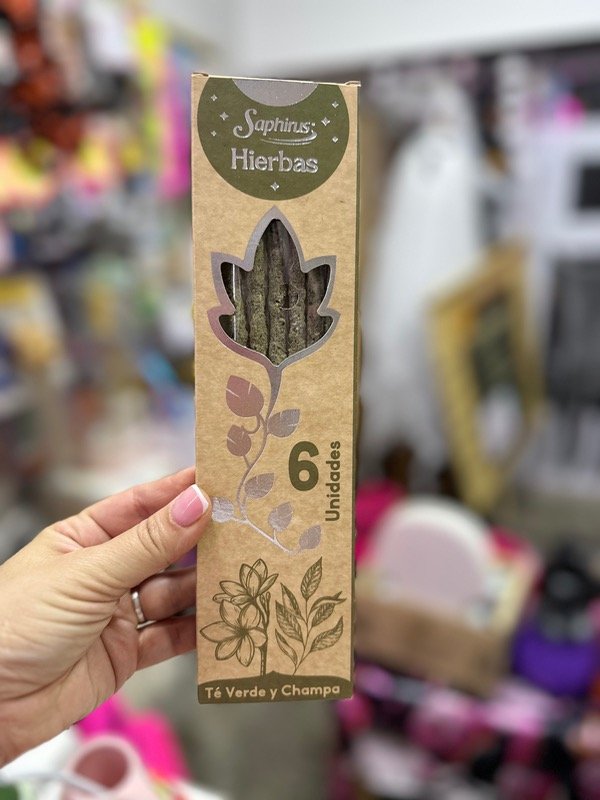 Saphirus
Hierbas
6
Unidades
Té Verde y Champa